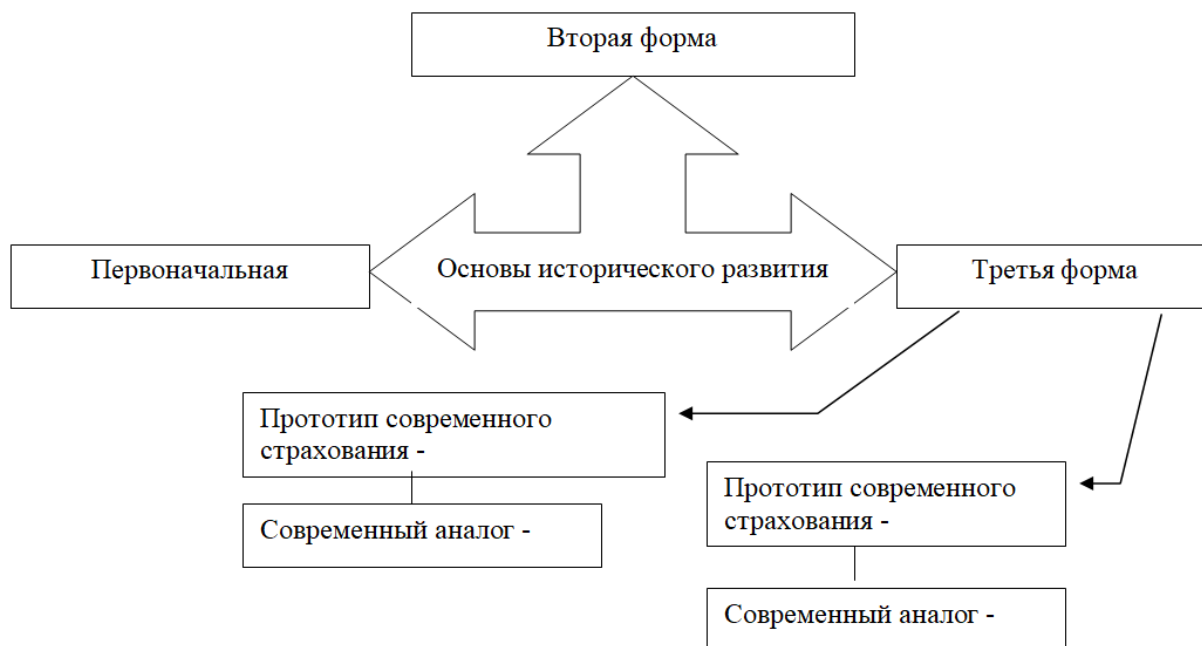 Вторая форма
Первоначальная
Основы исторического развития
Третья форма
Прототип современного
страхования -
Современный аналог -
Прототип современного
страхования -
Современный аналог -